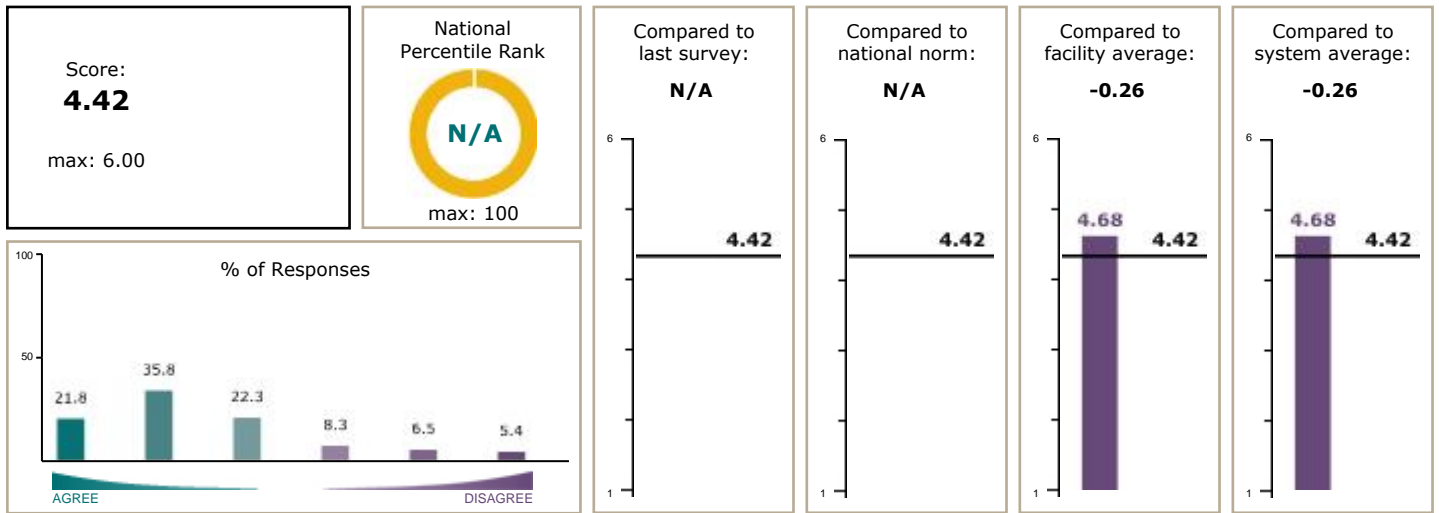 Score:
4.42
max: 6.00
National
Percentile Rank
N/A
max: 100
% of Responses
100
50
21.8
35.8
22.3
8.3
6.5
5.4
AGREE
DISAGREE
Compared to
last survey:
N/A
6
4.42
1
Compared to
national norm:
N/A
6
4.42
1
Compared to
facility average:
-0.26
6
4.68
4.42
1
Compared to
system average:
-0.26
6
4.68
4.42
1